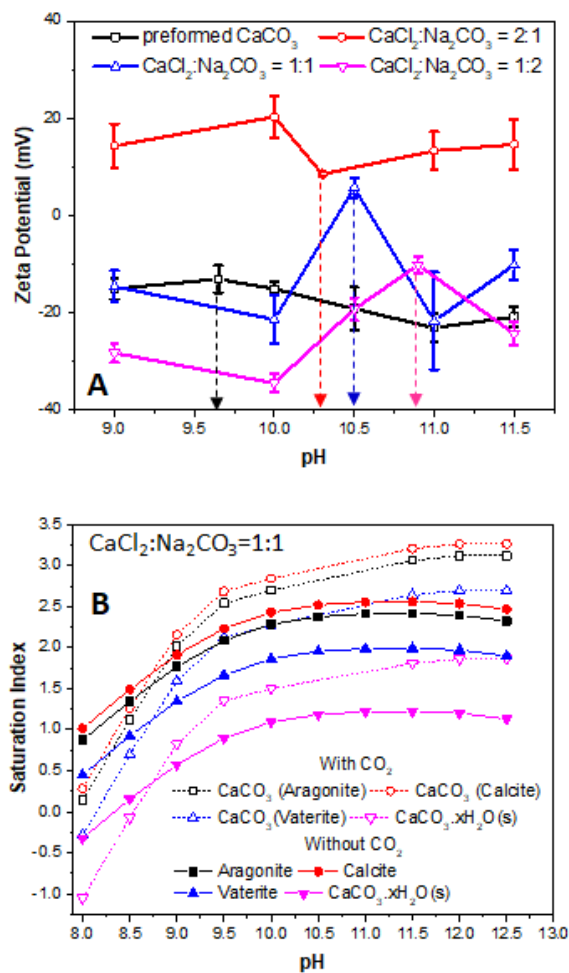 preformed CaCO₃ CaCl₂:Na₂CO₃ = 2:1
CaCl₂:Na₂CO₃ = 1:1 CaCl₂:Na₂CO₃ = 1:2
40
20
0
-20
-40
Zeta Potential (mV)
A
9.0 9.5 10.0 10.5 11.0 11.5
pH
3.5
3.0
2.5
2.0
1.5
1.0
0.5
0.0
-0.5
-1.0
Saturation Index
CaCl₂:Na₂CO₃=1:1
B
With CO₂
CaCO₃ (Aragonite) CaCO₃ (Calcite)
CaCO₃(Vaterite) CaCO₃.xH₂O(s)
Without CO₂
Aragonite Calcite
Vaterite CaCO₃.xH₂O(s)
8.0 8.5 9.0 9.5 10.0 10.5 11.0 11.5 12.0 12.5 13.0
pH